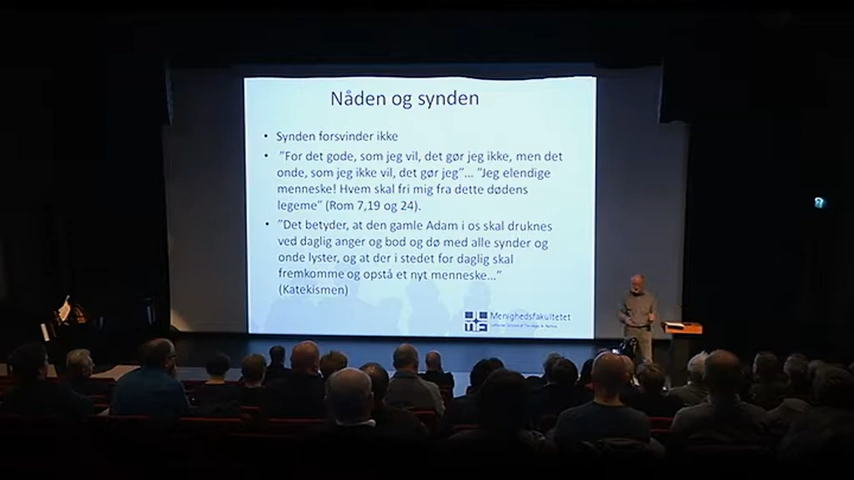 Nåden og synden
• Synden forsvinder ikke
• ”For det gode, som jeg vil, det gør jeg ikke, men det
onde, som jeg ikke vil, det gør jeg”... ”Jeg elendige
menneske! Hvem skal fri mig fra dette dødens
legeme” (Rom 7,19 og 24).
• ”Det betyder, at den gamle Adam i os skal druknes
ved daglig anger og bod og dø med alle synder og
onde lyster, og at der i stedet for daglig skal
fremkomme og opstå et nyt menneske...”
(Katekismen)
Menighedsfakultetet